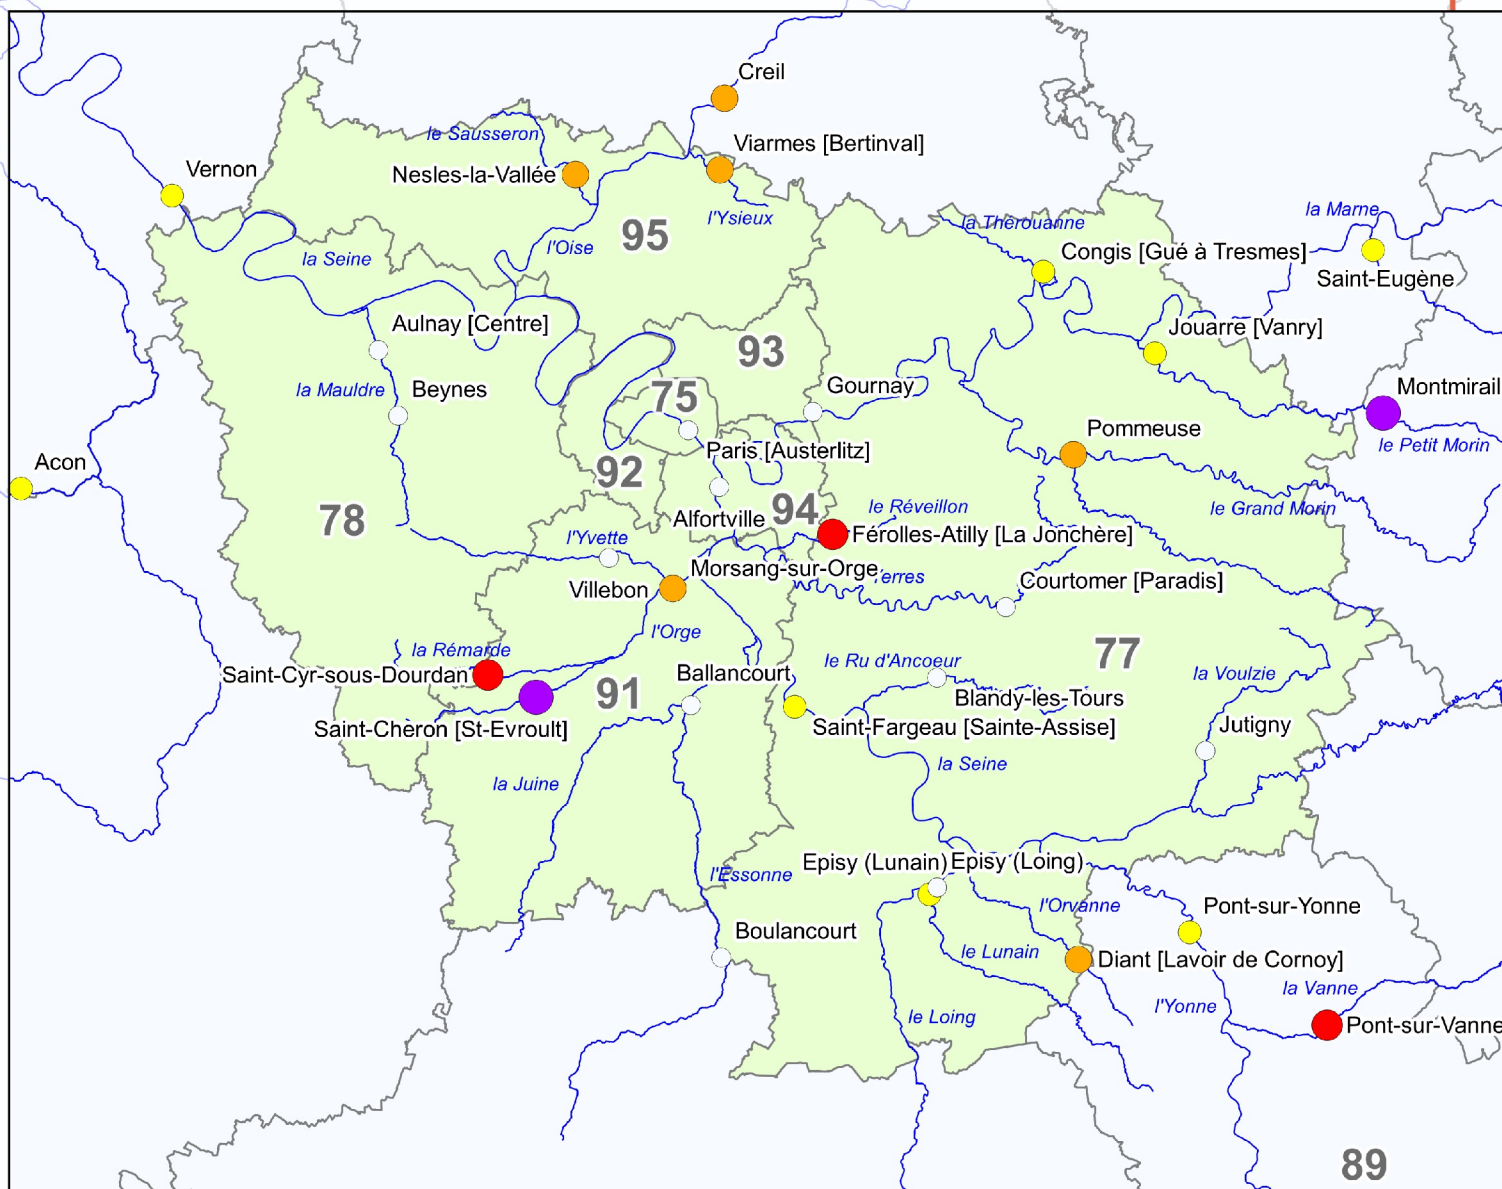 Creil
le Sausseron
Viarmes [Bertinval]
Vernon
Nesles-la-Vallée
l'Ysieux
la Marne
la Thérouanne
95
l'Oise
la Seine
Congis [Gué à Tresmes]
Saint-Eugène
Aulnay [Centre]
Jouarre [Vanry]
93
la Mauldre
Beynes
75
Gournay
Montmirail
Pommeuse
le Petit Morin
Paris [Austerlitz]
Acon
92
94
le Réveillon
le Grand Morin
78
Alfortville
l'Yvette
Férolles-Atilly [La Jonchère]
Morsang-sur-Orge
Yerres
Villebon
Courtomer [Paradis]
l'Orge
la Rémarde
77
le Ru d'Ancoeur
Saint-Cyr-sous-Dourdan
Ballancourt
la Voulzie
91
Blandy-les-Tours
Saint-Cheron [St-Evroult]
Saint-Fargeau [Sainte-Assise]
Jutigny
la Seine
la Juine
Episy (Lunain)
Episy (Loing)
l'Essonne
l'Orvanne
Pont-sur-Yonne
Boulancourt
le Lunain
Diant [Lavoir de Cornoy]
la Vanne
l'Yonne
le Loing
Pont-sur-Vanne
89